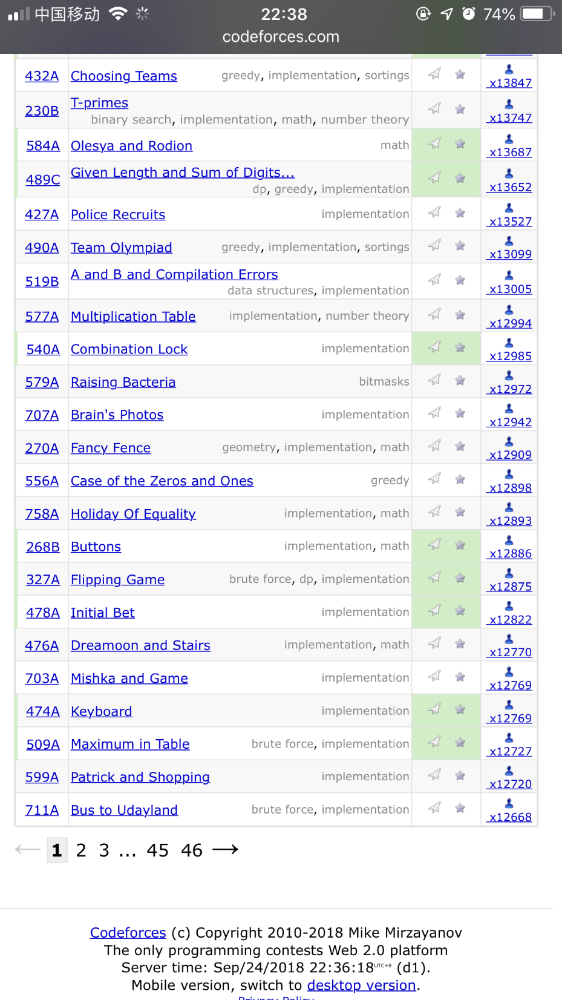 中国移动 22:38 74%
codeforces.com
432A Choosing Teams greedy, implementation, sortings x13847
230B T-primes binary search, implementation, math, number theory x13747
584A Olesya and Rodion math x13687
489C Given Length and Sum of Digits... dp, greedy, implementation x13652
427A Police Recruits implementation x13527
490A Team Olympiad greedy, implementation, sortings x13099
519B A and B and Compilation Errors data structures, implementation x13005
577A Multiplication Table implementation, number theory x12994
540A Combination Lock implementation x12985
579A Raising Bacteria bitmasks x12972
707A Brain's Photos implementation x12942
270A Fancy Fence geometry, implementation, math x12909
556A Case of the Zeros and Ones greedy x12898
758A Holiday Of Equality implementation, math x12893
268B Buttons implementation, math x12886
327A Flipping Game brute force, dp, implementation x12875
478A Initial Bet implementation x12822
476A Dreamoon and Stairs implementation, math x12770
703A Mishka and Game implementation x12769
474A Keyboard implementation x12769
509A Maximum in Table brute force, implementation x12727
599A Patrick and Shopping implementation x12720
711A Bus to Udayland brute force, implementation x12668
← 1 2 3 ... 45 46 →
Codeforces (c) Copyright 2010-2018 Mike Mirzayanov
The only programming contests Web 2.0 platform
Server time: Sep/24/2018 22:36:18 UTC+8 (d1).
Mobile version, switch to desktop version.
Privacy Policy